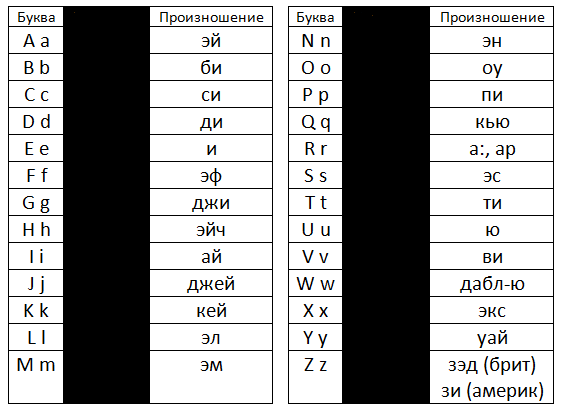 Буква Произношение
A a эй
B b би
C c си
D d ди
E e и
F f эф
G g джи
H h эйч
I i ай
J j джей
K k кей
L l эл
M m эм
Буква Произношение
N n эн
O o оу
P p пи
Q q кью
R r а:, ар
S s эс
T t ти
U u ю
V v ви
W w дабл-ю
X x экс
Y y уай
Z z зэд (брит)
зи (америк)